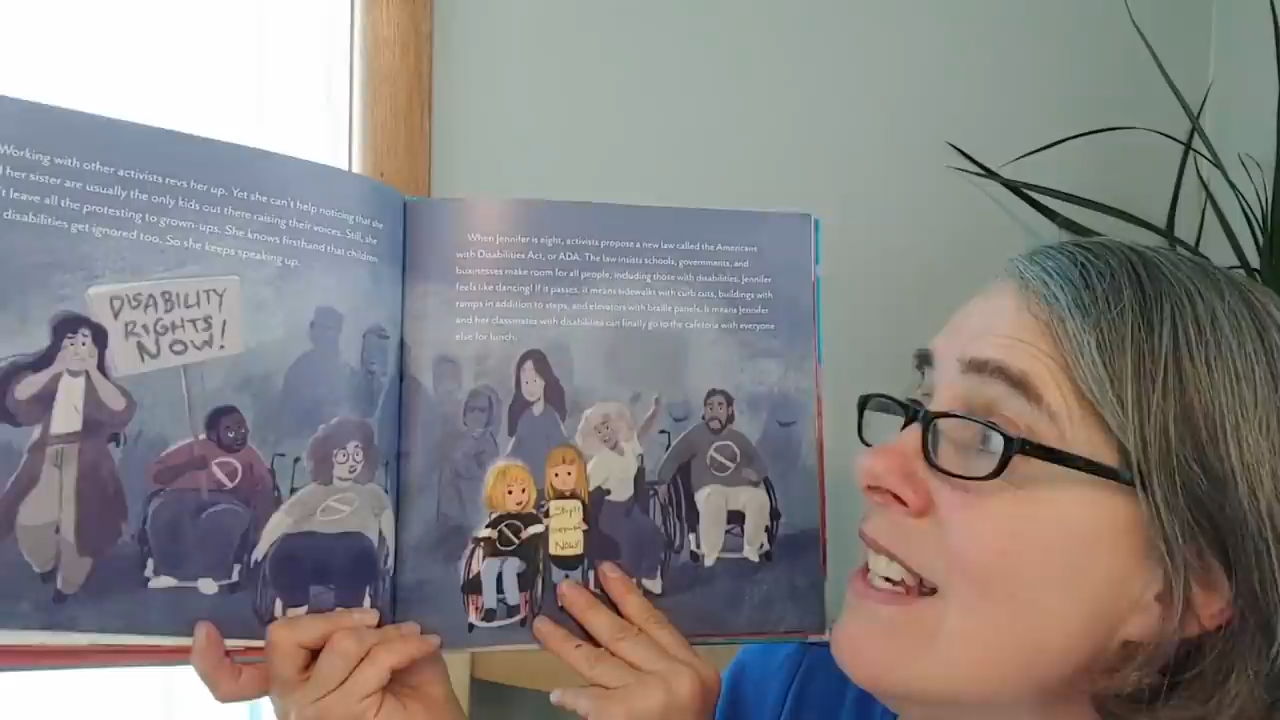 Working with other activists revs her up. Yet she can't help noticing that she
her sister are usually the only kids out there raising their voices. Still, she
leave all the protesting to grown-ups. She knows firsthand that children
disabilities get ignored too. So she keeps speaking up.
DISABILITY
RIGHTS
NOW!
When Jennifer is eight, activists propose a new law called the Americans
with Disabilities Act, or ADA. The law insists schools, governments, and
businesses make room for all people, including those with disabilities. Jennifer
feels like dancing! If it passes, it means sidewalks with curb cuts, buildings with
ramps in addition to steps, and elevators with braille panels. It means Jennifer
and her classmates with disabilities can finally go to the cafeteria with everyone
else for lunch.
NOW!